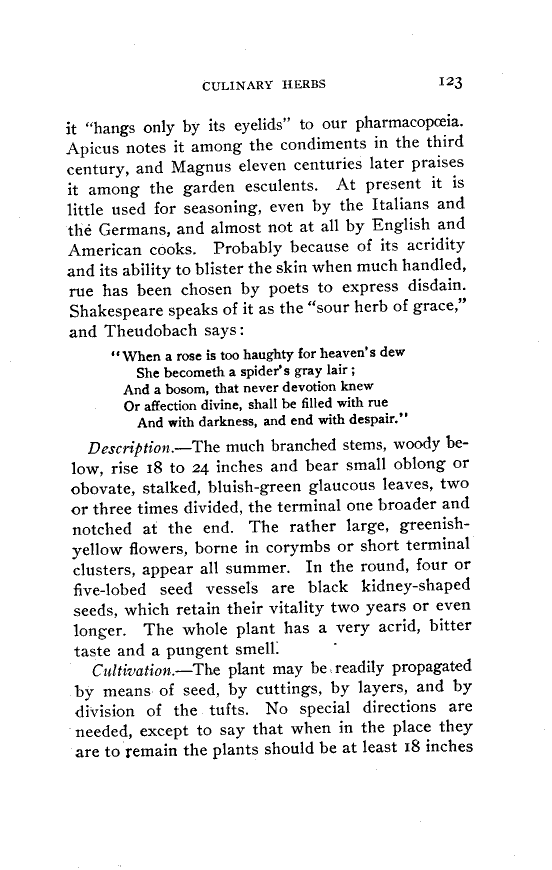 CULINARY HERBS 123
it "hangs only by its eyelids" to our pharmacopœia.
Apicus notes it among the condiments in the third
century, and Magnus eleven centuries later praises
it among the garden esculents. At present it is
little used for seasoning, even by the Italians and
the Germans, and almost not at all by English and
American cooks. Probably because of its acridity
and its ability to blister the skin when much handled,
rue has been chosen by poets to express disdain.
Shakespeare speaks of it as the "sour herb of grace,"
and Theudobach says:
"When a rose is too haughty for heaven's dew
She becometh a spider's gray lair;
And a bosom, that never devotion knew
Or affection divine, shall be filled with rue
And with darkness, and end with despair."
Description.—The much branched stems, woody be-
low, rise 18 to 24 inches and bear small oblong or
obovate, stalked, bluish-green glaucous leaves, two
or three times divided, the terminal one broader and
notched at the end. The rather large, greenish-
yellow flowers, borne in corymbs or short terminal
clusters, appear all summer. In the round, four or
five-lobed seed vessels are black kidney-shaped
seeds, which retain their vitality two years or even
longer. The whole plant has a very acrid, bitter
taste and a pungent smell.
Cultivation.—The plant may be readily propagated
by means of seed, by cuttings, by layers, and by
division of the tufts. No special directions are
needed, except to say that when in the place they
are to remain the plants should be at least 18 inches